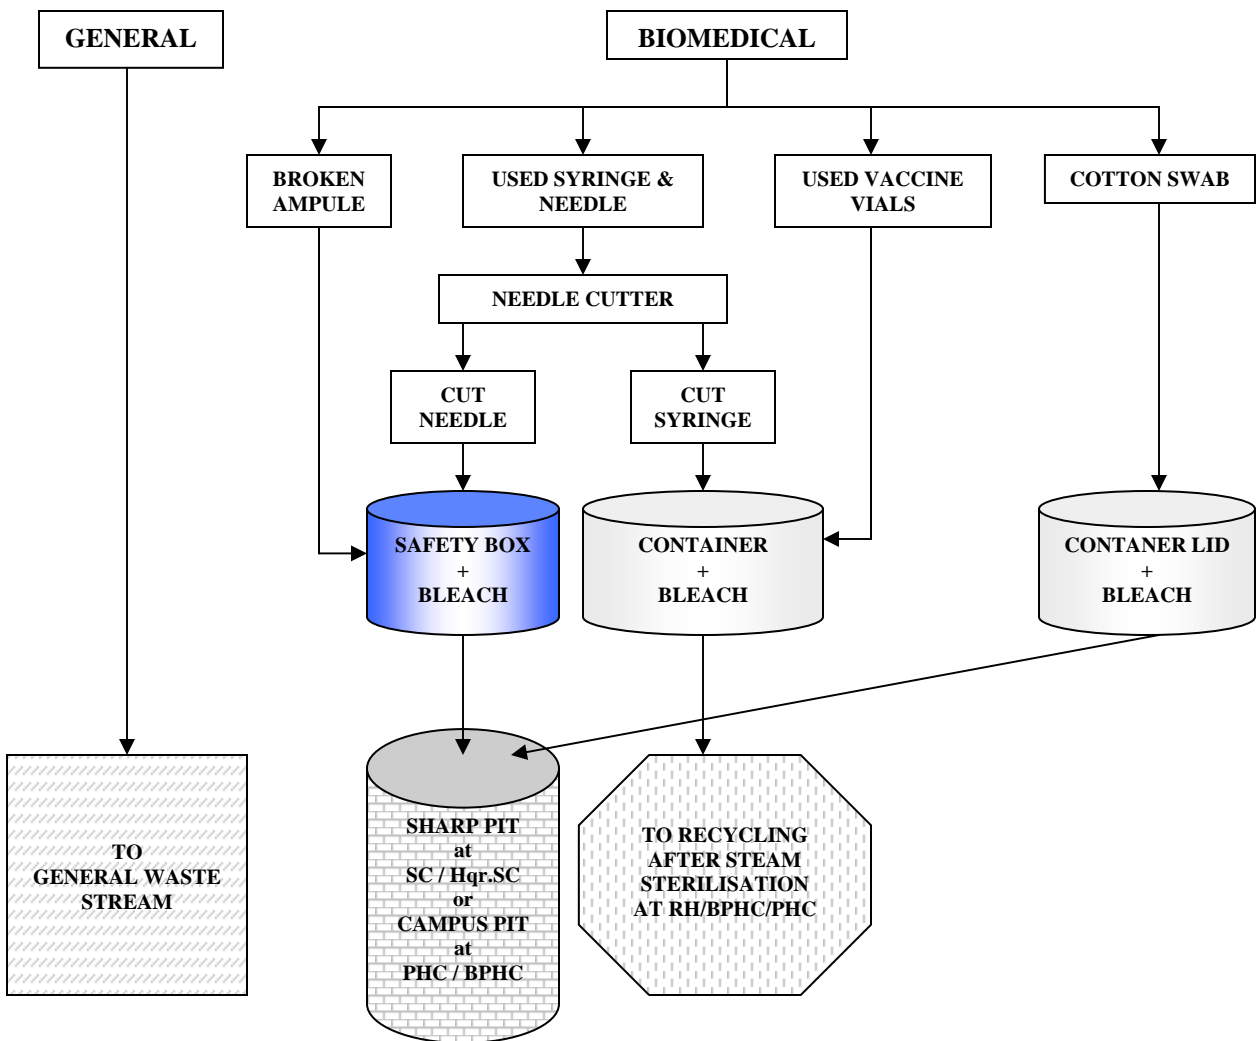 GENERAL
BIOMEDICAL
BROKEN
AMPULE
USED SYRINGE &
NEEDLE
USED VACCINE
VIALS
COTTON SWAB
NEEDLE CUTTER
CUT
NEEDLE
CUT
SYRINGE
SAFETY BOX
+
BLEACH
CONTAINER
+
BLEACH
CONTANER LID
+
BLEACH
TO
GENERAL WASTE
STREAM
SHARP PIT
at
SC / Hqr.SC
or
CAMPUS PIT
at
PHC / BPHC
TO RECYCLING
AFTER STEAM
STERILISATION
AT RH/BPHC/PHC